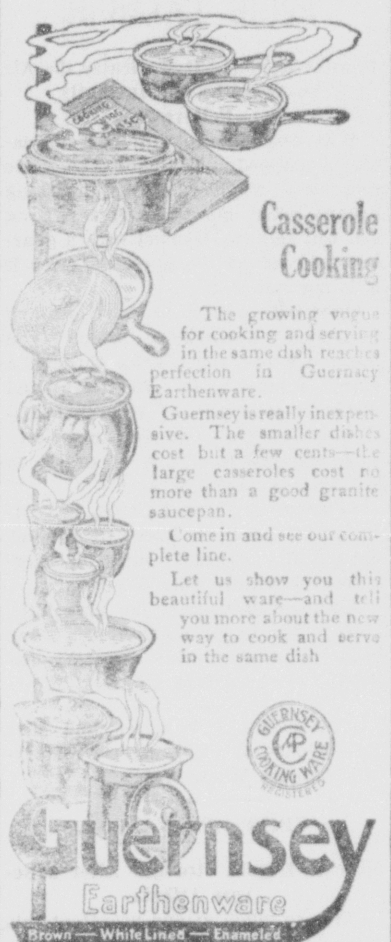 COOKING
Casserole
Cooking
The growing vogue
for cooking and serving
in the same dish reaches
perfection in Guernsey
Earthenware.
Guernsey is really inexpen-
sive. The smaller dishes
cost but a few cents—the
large casseroles cost no
more than a good granite
saucepan.
Come in and see our com-
plete line.
Let us show you this
beautiful ware—and tell
you more about the new
way to cook and serve
in the same dish
GUERNSEY
COOKING WARE
REGISTERED
Guernsey
Earthenware
Brown — White Lined — Enameled